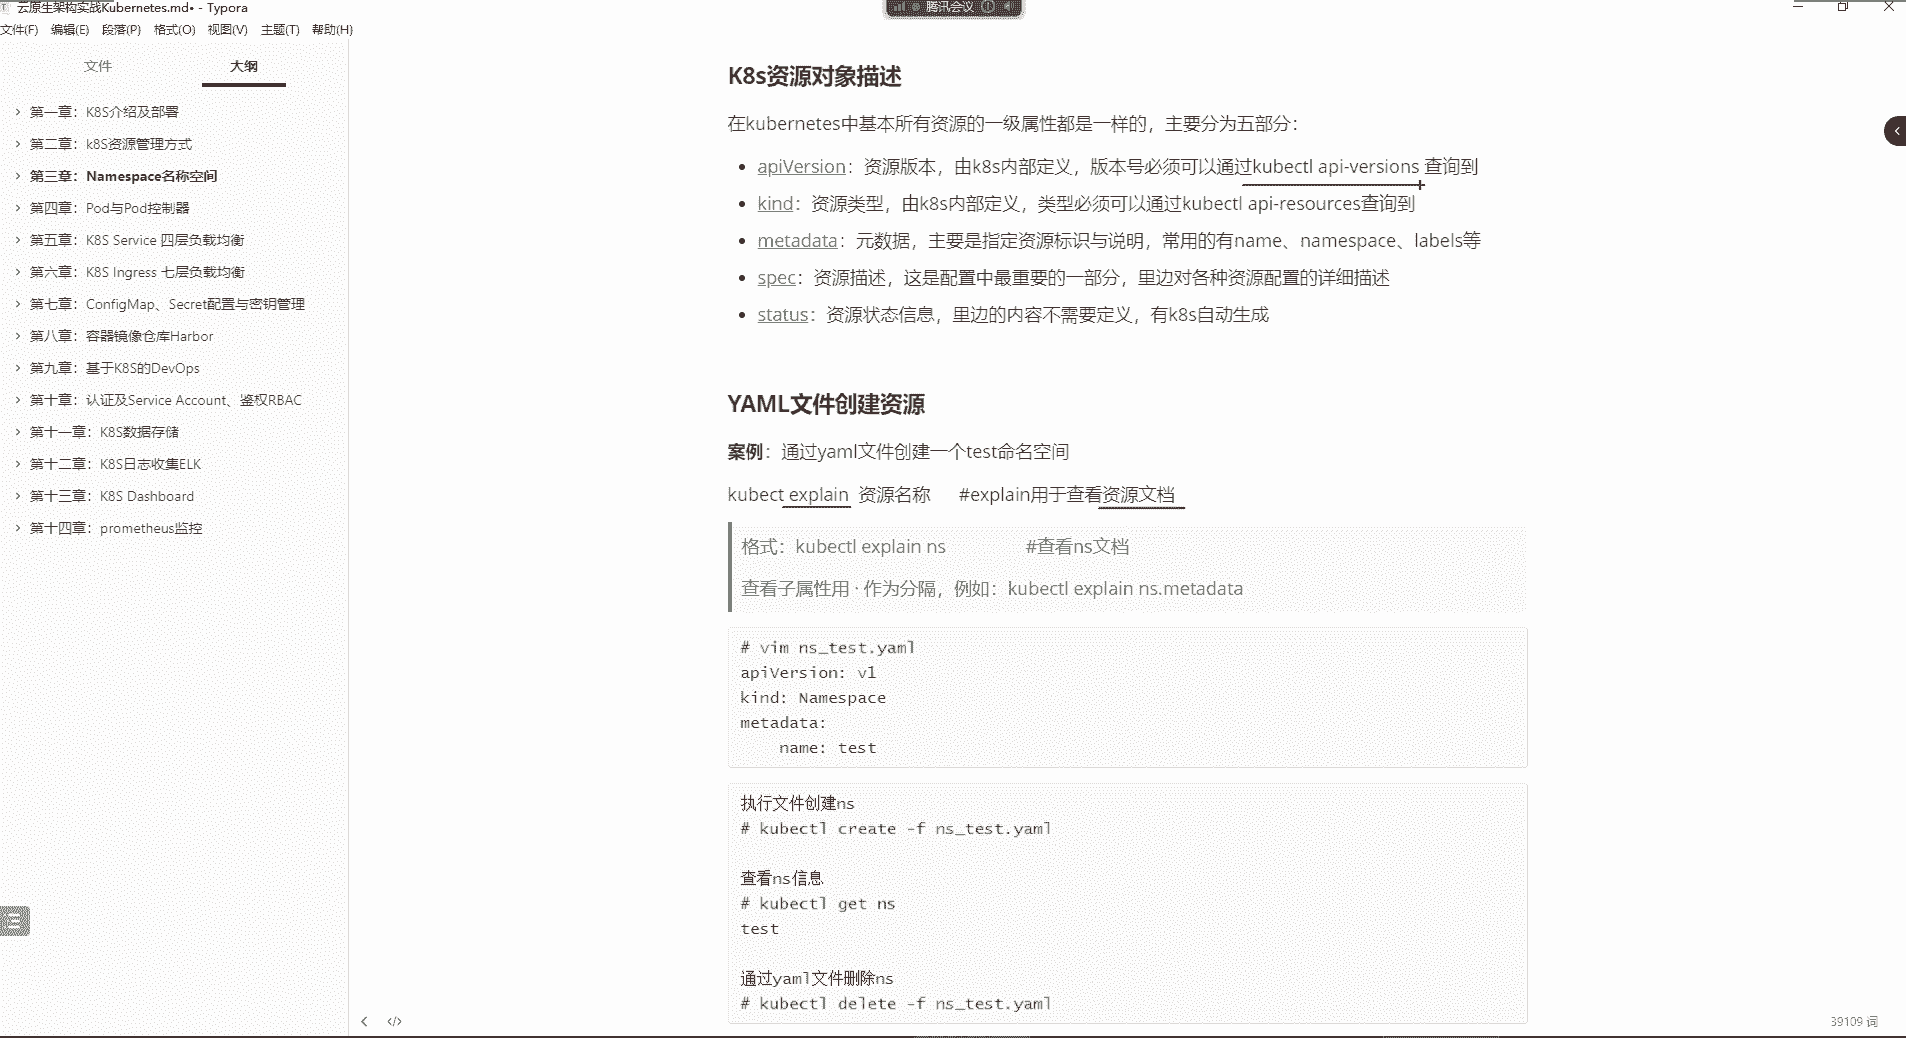 云原生架构实战Kubernetes.md• - Typora
腾讯会议
文件(F) 编辑(E) 段落(P) 格式(O) 视图(V) 主题(T) 帮助(H)
文件 大纲
第一章：K8S介绍及部署
第二章：k8S资源管理方式
第三章：Namespace名称空间
第四章：Pod与Pod控制器
第五章：K8S Service 四层负载均衡
第六章：K8S Ingress 七层负载均衡
第七章：ConfigMap、Secret配置与密钥管理
第八章：容器镜像仓库Harbor
第九章：基于K8S的DevOps
第十章：认证及Service Account、鉴权RBAC
第十一章：K8S数据存储
第十二章：K8S日志收集ELK
第十三章：K8S Dashboard
第十四章：prometheus监控
K8s资源对象描述
在kubernetes中基本所有资源的一级属性都是一样的，主要分为五部分：
• apiVersion：资源版本，由k8s内部定义，版本号必须可以通过kubectl api-versions 查询到
• kind：资源类型，由k8s内部定义，类型必须可以通过kubectl api-resources查询到
• metadata：元数据，主要是指定资源标识与说明，常用的有name、namespace、labels等
• spec：资源描述，这是配置中最重要的一部分，里边对各种资源配置的详细描述
• status：资源状态信息，里边的内容不需要定义，有k8s自动生成
YAML文件创建资源
案例：通过yaml文件创建一个test命名空间
kubect explain 资源名称 #explain用于查看资源文档
格式：kubectl explain ns #查看ns文档
查看子属性用 · 作为分隔，例如：kubectl explain ns.metadata
# vim ns_test.yaml
apiVersion: v1
kind: Namespace
metadata:
    name: test
执行文件创建ns
# kubectl create -f ns_test.yaml
查看ns信息
# kubectl get ns
test
通过yaml文件删除ns
# kubectl delete -f ns_test.yaml
39109 词